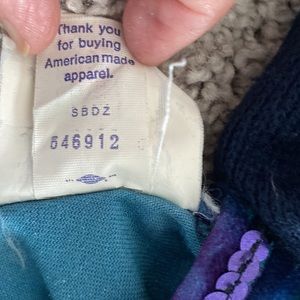 Thank you
for buying
American made
apparel.
SBDZ
646912